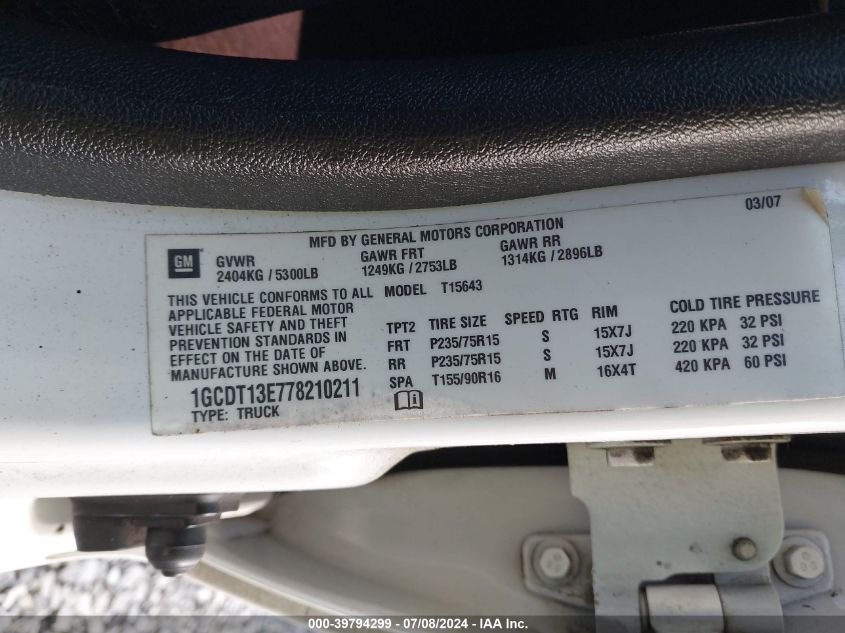 03/07
MFD BY GENERAL MOTORS CORPORATION
GM
GVWR GAWR FRT GAWR RR
2404KG / 5300LB 1249KG / 2753LB 1314KG / 2896LB
THIS VEHICLE CONFORMS TO ALL MODEL T15643
APPLICABLE FEDERAL MOTOR
VEHICLE SAFETY AND THEFT
PREVENTION STANDARDS IN
EFFECT ON THE DATE OF
MANUFACTURE SHOWN ABOVE.
TPT2 TIRE SIZE SPEED RTG RIM COLD TIRE PRESSURE
FRT P235/75R15 S 15X7J 220 KPA 32 PSI
RR P235/75R15 S 15X7J 220 KPA 32 PSI
SPA T155/90R16 M 16X4T 420 KPA 60 PSI
1GCDT13E778210211
TYPE: TRUCK
000-39794299 - 07/08/2024 - IAA Inc.